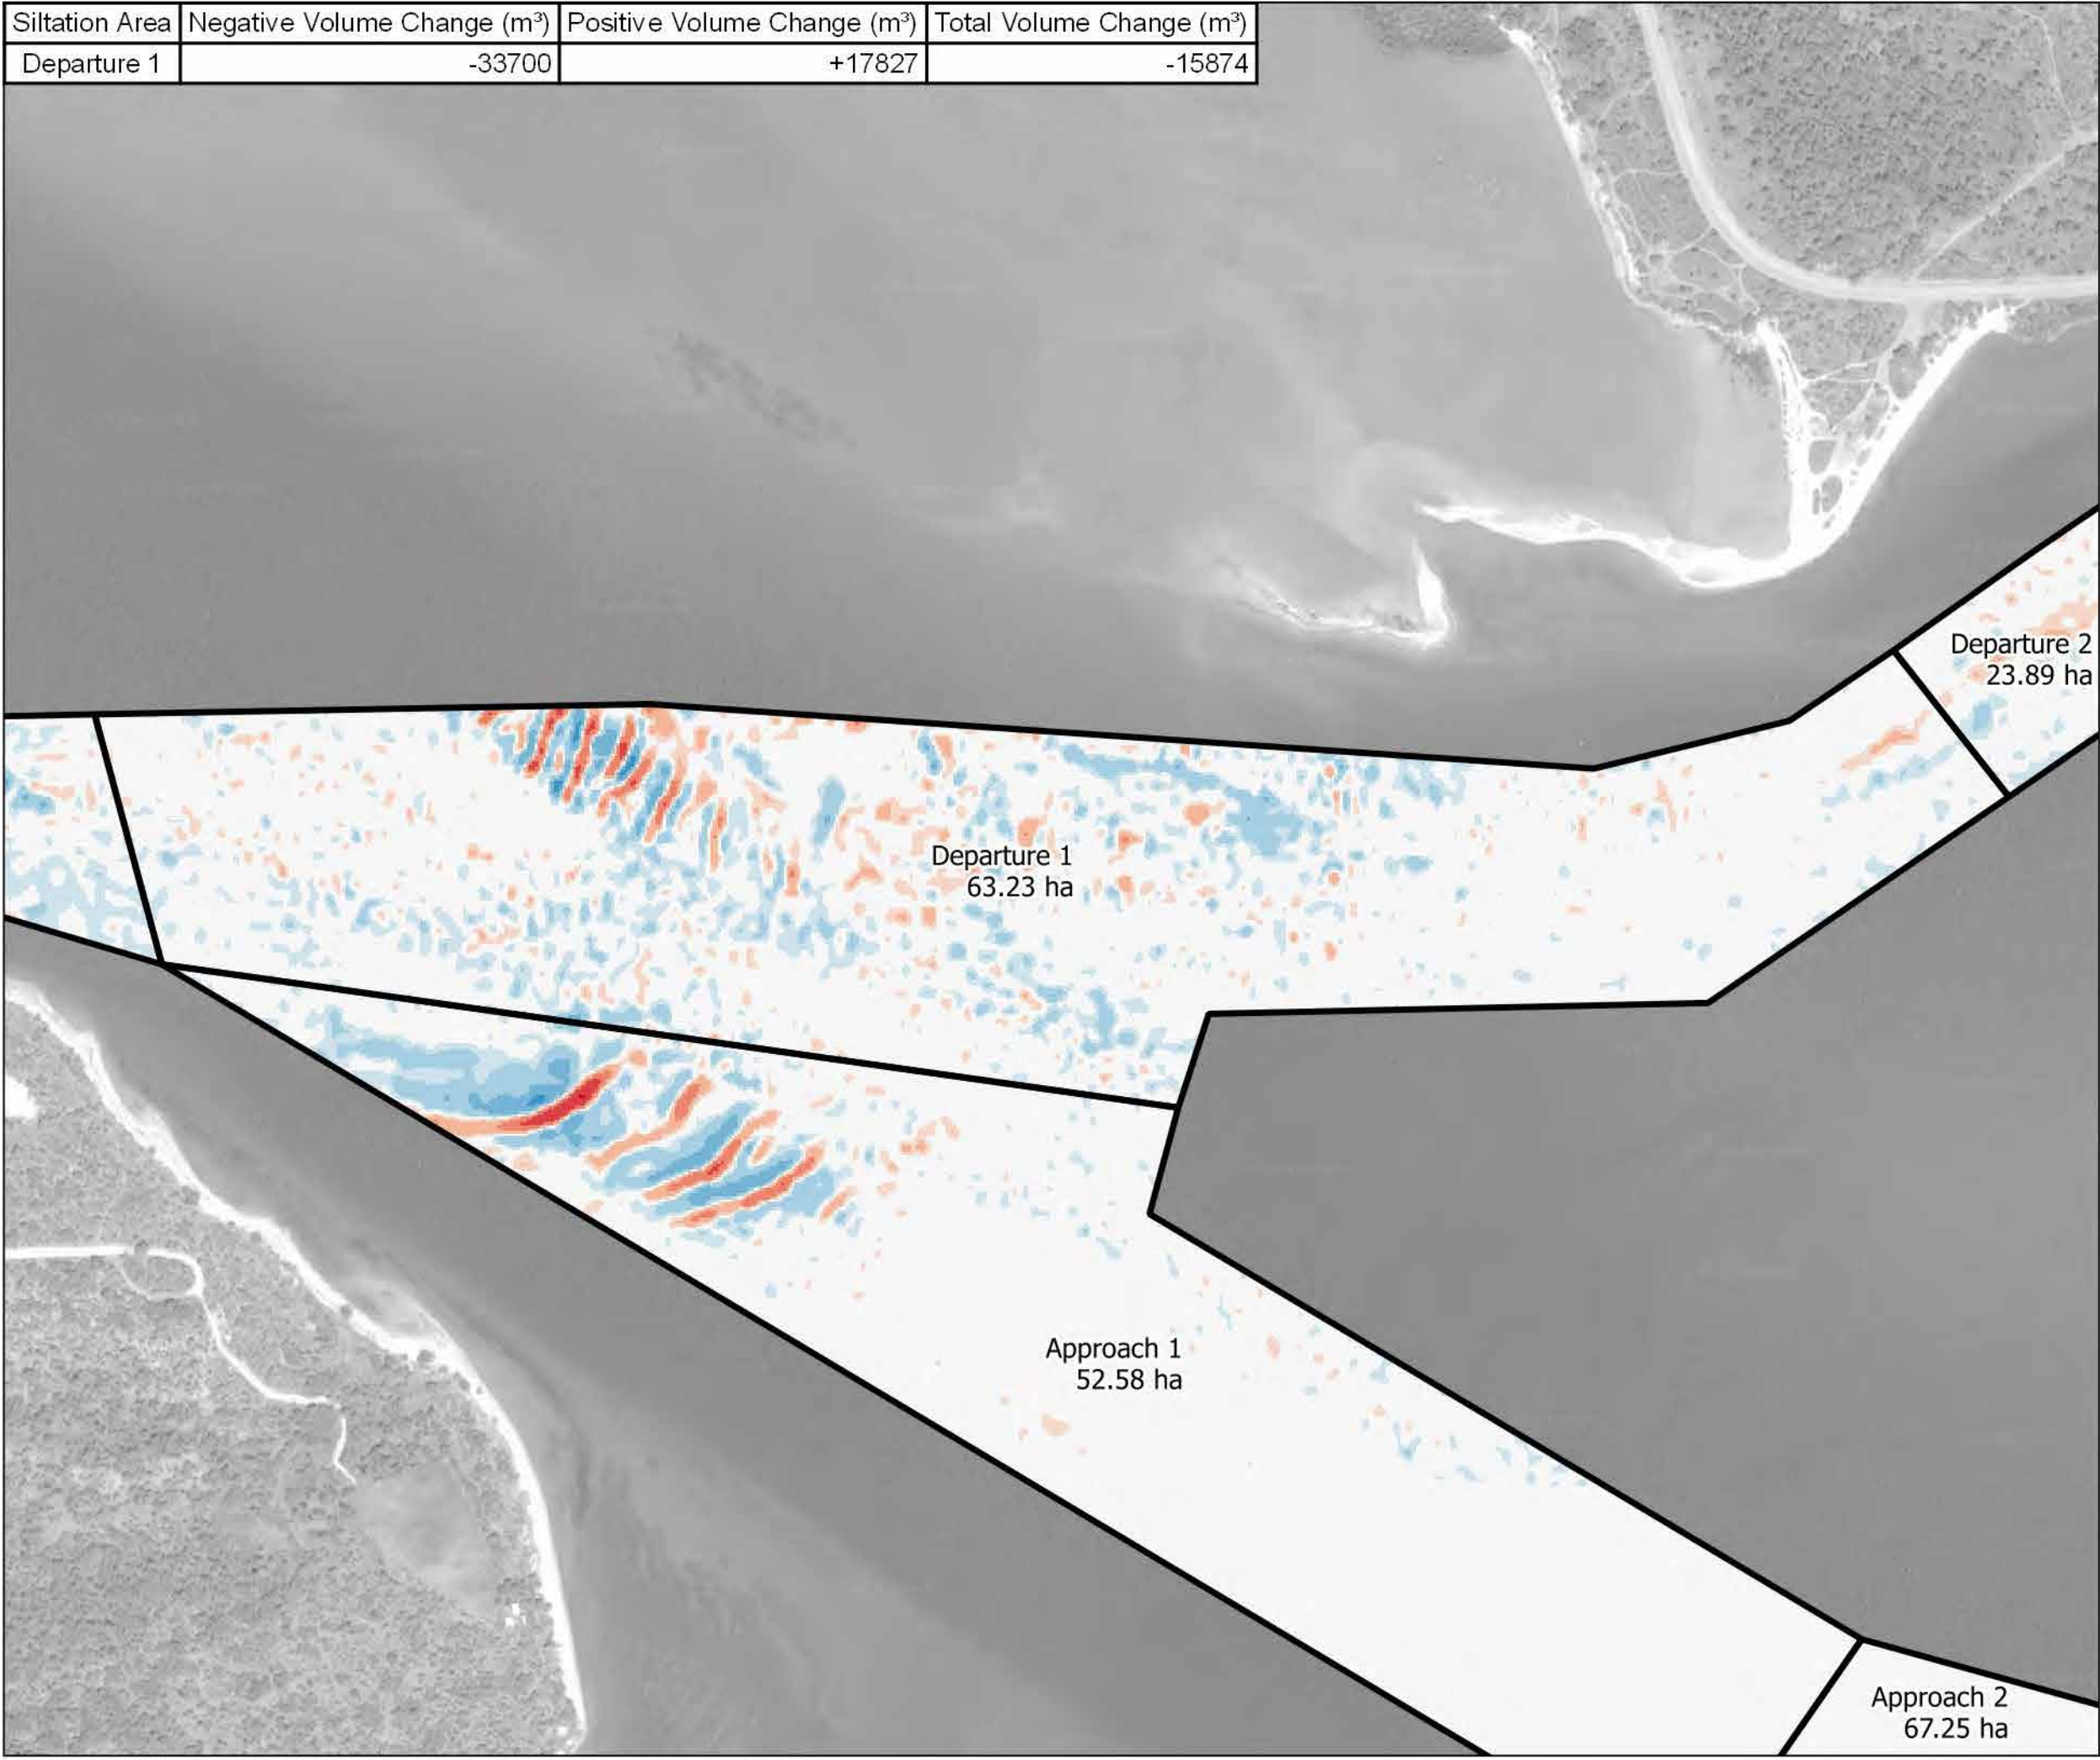 Siltation Area Negative Volume Change (m³) Positive Volume Change (m³) Total Volume Change (m³)
Departure 1 -33700 +17827 -15874
Departure 2
23.89 ha
Departure 1
63.23 ha
Approach 1
52.58 ha
Approach 2
67.25 ha